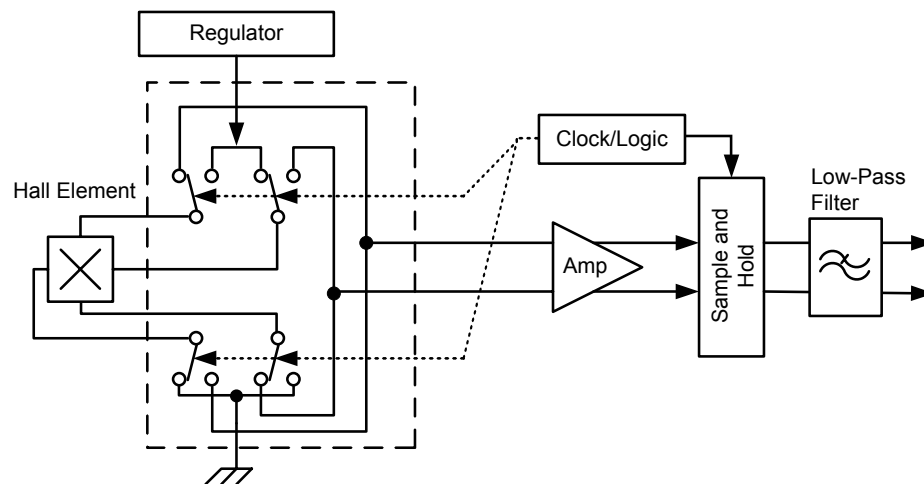 Regulator
Clock/Logic
Hall Element
Low-Pass
Filter
Amp
Sample and
Hold